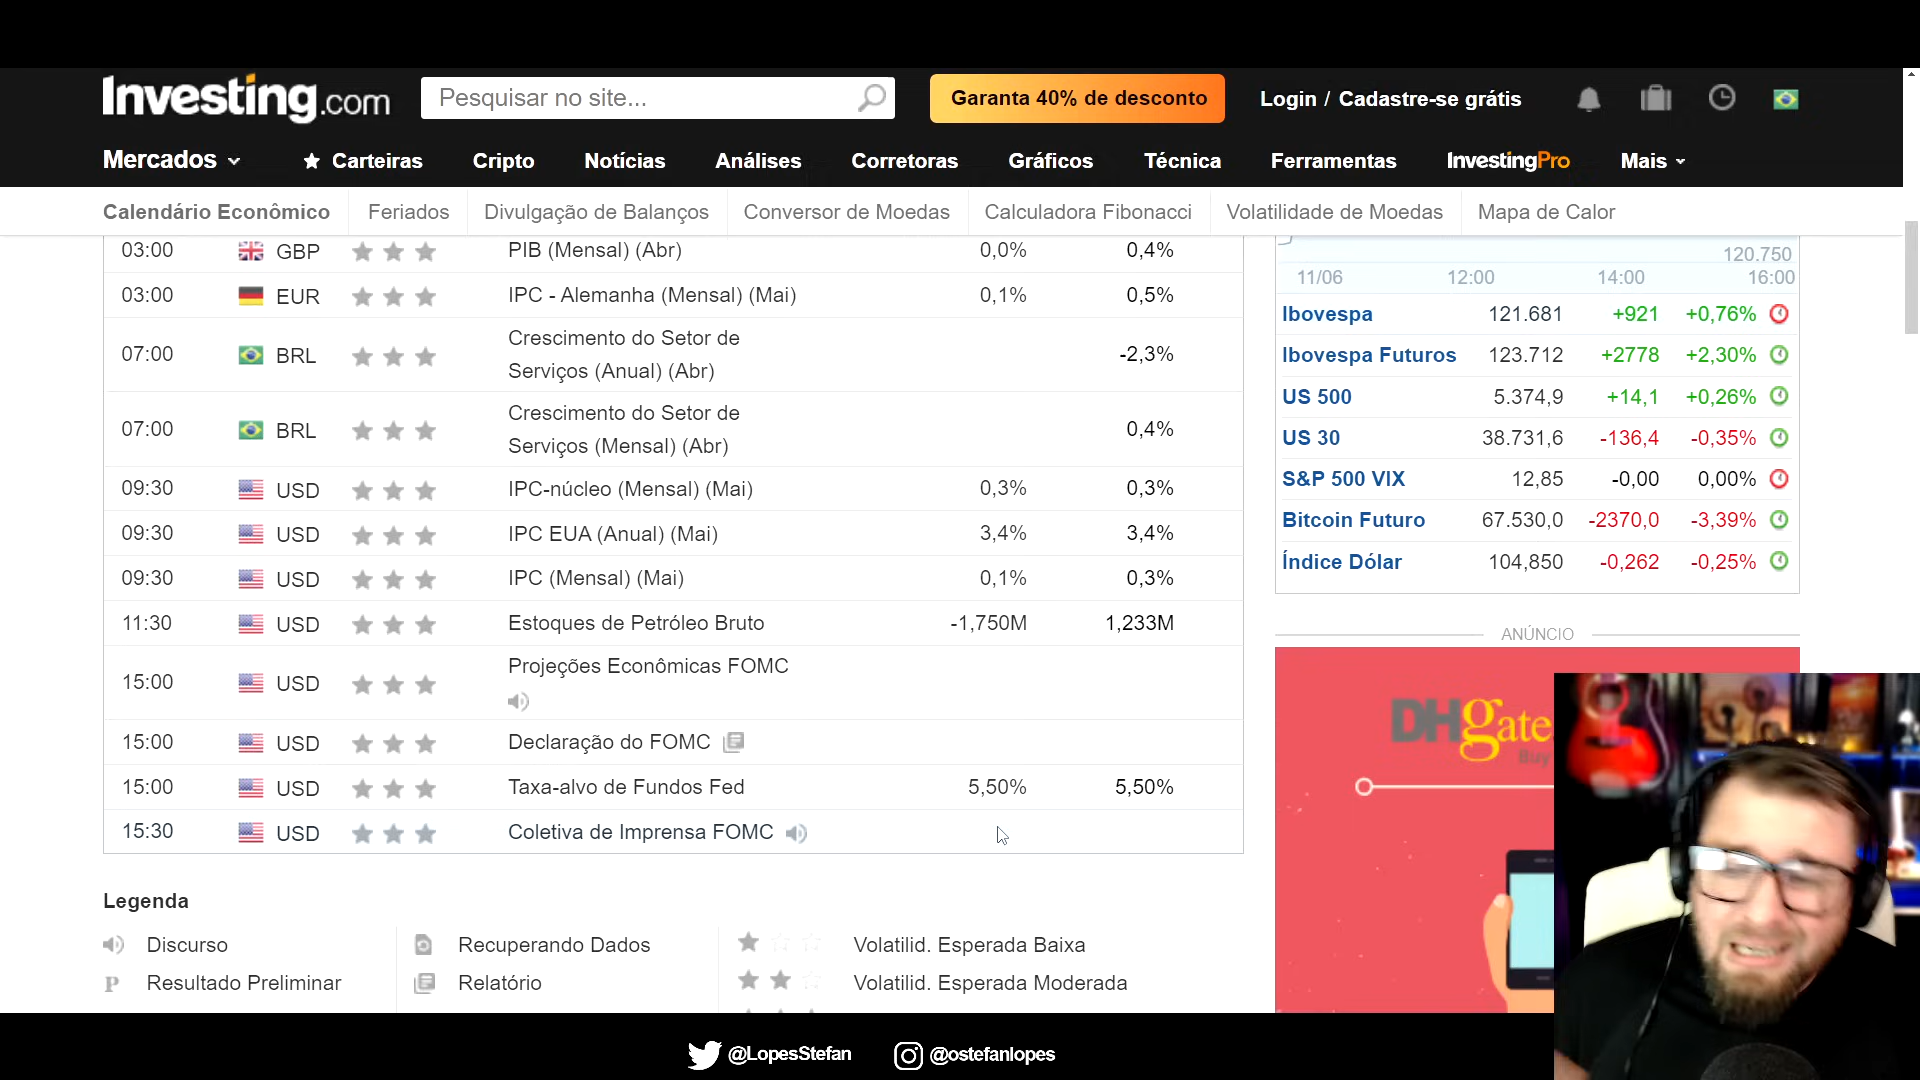 Investing.com
Pesquisar no site...
Garanta 40% de desconto
Login / Cadastre-se grátis
Mercados
Carteiras
Cripto
Notícias
Análises
Corretoras
Gráficos
Técnica
Ferramentas
InvestingPro
Mais
Calendário Econômico
Feriados
Divulgação de Balanços
Conversor de Moedas
Calculadora Fibonacci
Volatilidade de Moedas
Mapa de Calor
03:00 GBP PIB (Mensal) (Abr) 0,0% 0,4%
03:00 EUR IPC - Alemanha (Mensal) (Mai) 0,1% 0,5%
07:00 BRL Crescimento do Setor de
Serviços (Anual) (Abr) -2,3%
07:00 BRL Crescimento do Setor de
Serviços (Mensal) (Abr) 0,4%
09:30 USD IPC-núcleo (Mensal) (Mai) 0,3% 0,3%
09:30 USD IPC EUA (Anual) (Mai) 3,4% 3,4%
09:30 USD IPC (Mensal) (Mai) 0,1% 0,3%
11:30 USD Estoques de Petróleo Bruto -1,750M 1,233M
15:00 USD Projeções Econômicas FOMC
15:00 USD Declaração do FOMC
15:00 USD Taxa-alvo de Fundos Fed 5,50% 5,50%
15:30 USD Coletiva de Imprensa FOMC
Legenda
Discurso
Recuperando Dados
Volatilid. Esperada Baixa
P Resultado Preliminar
Relatório
Volatilid. Esperada Moderada
120.750
11/06 12:00 14:00 16:00
Ibovespa 121.681 +921 +0,76%
Ibovespa Futuros 123.712 +2778 +2,30%
US 500 5.374,9 +14,1 +0,26%
US 30 38.731,6 -136,4 -0,35%
S&P 500 VIX 12,85 -0,00 0,00%
Bitcoin Futuro 67.530,0 -2370,0 -3,39%
Índice Dólar 104,850 -0,262 -0,25%
ANÚNCIO
DHgate
Buy
@LopesStefan
@ostefanlopes